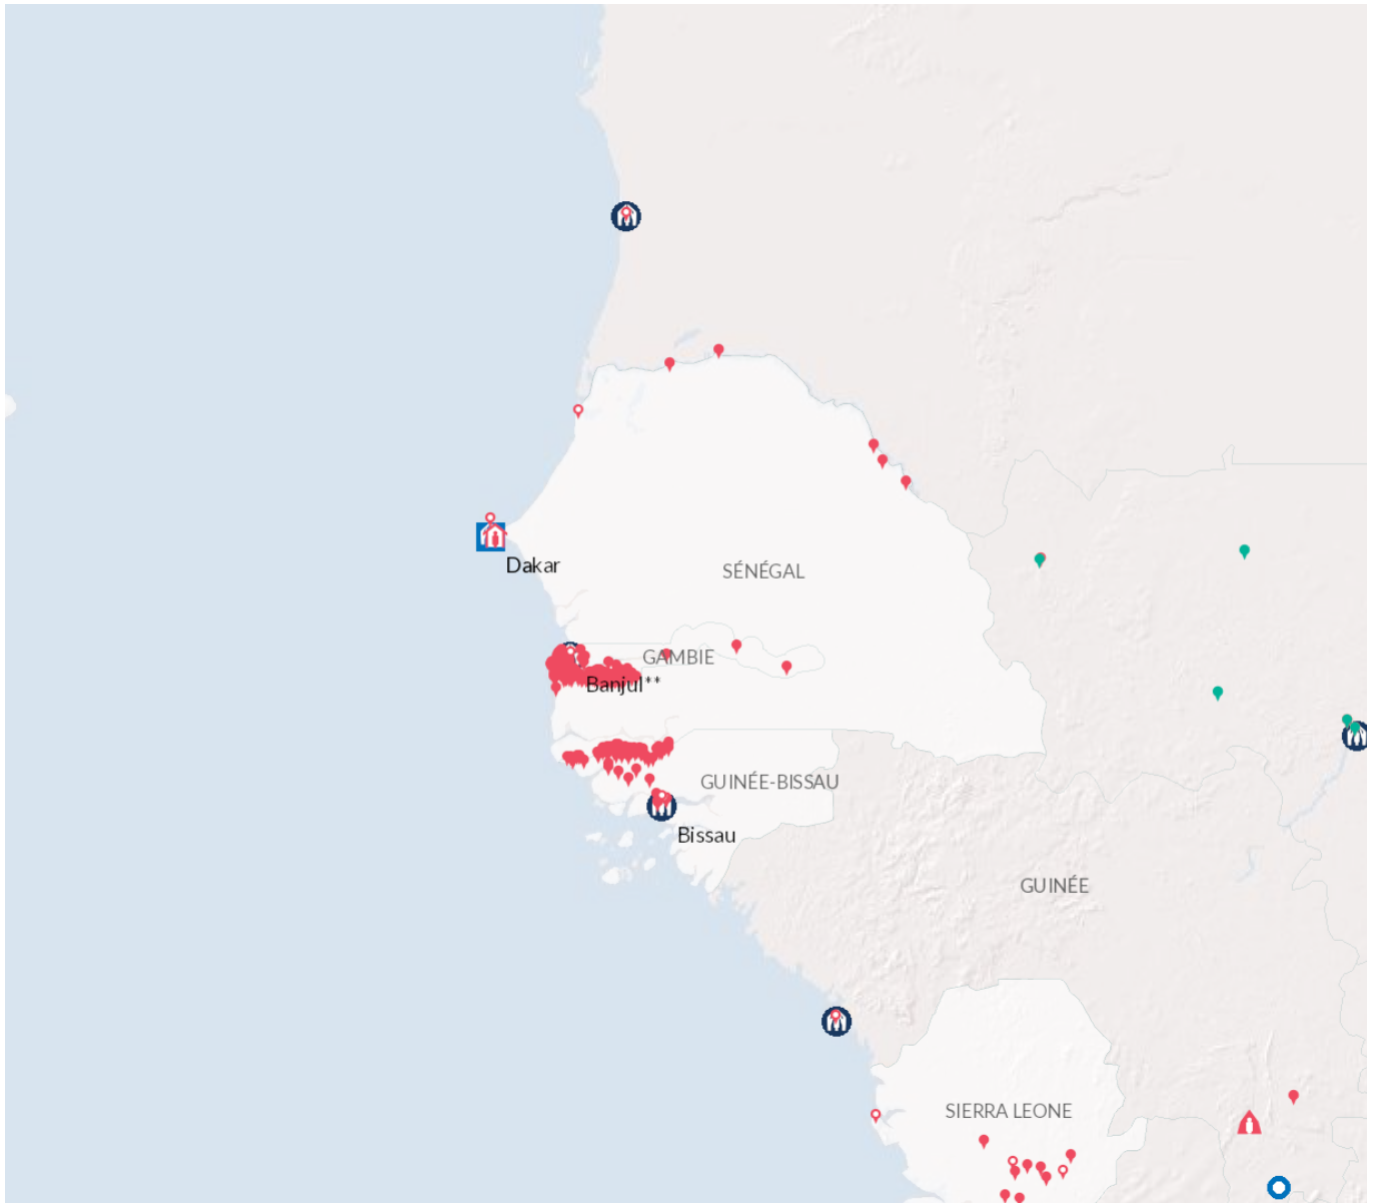 Dakar
SÉNÉGAL
GAMBIE
Banjul**
GUINÉE-BISSAU
Bissau
GUINÉE
SIERRA LEONE